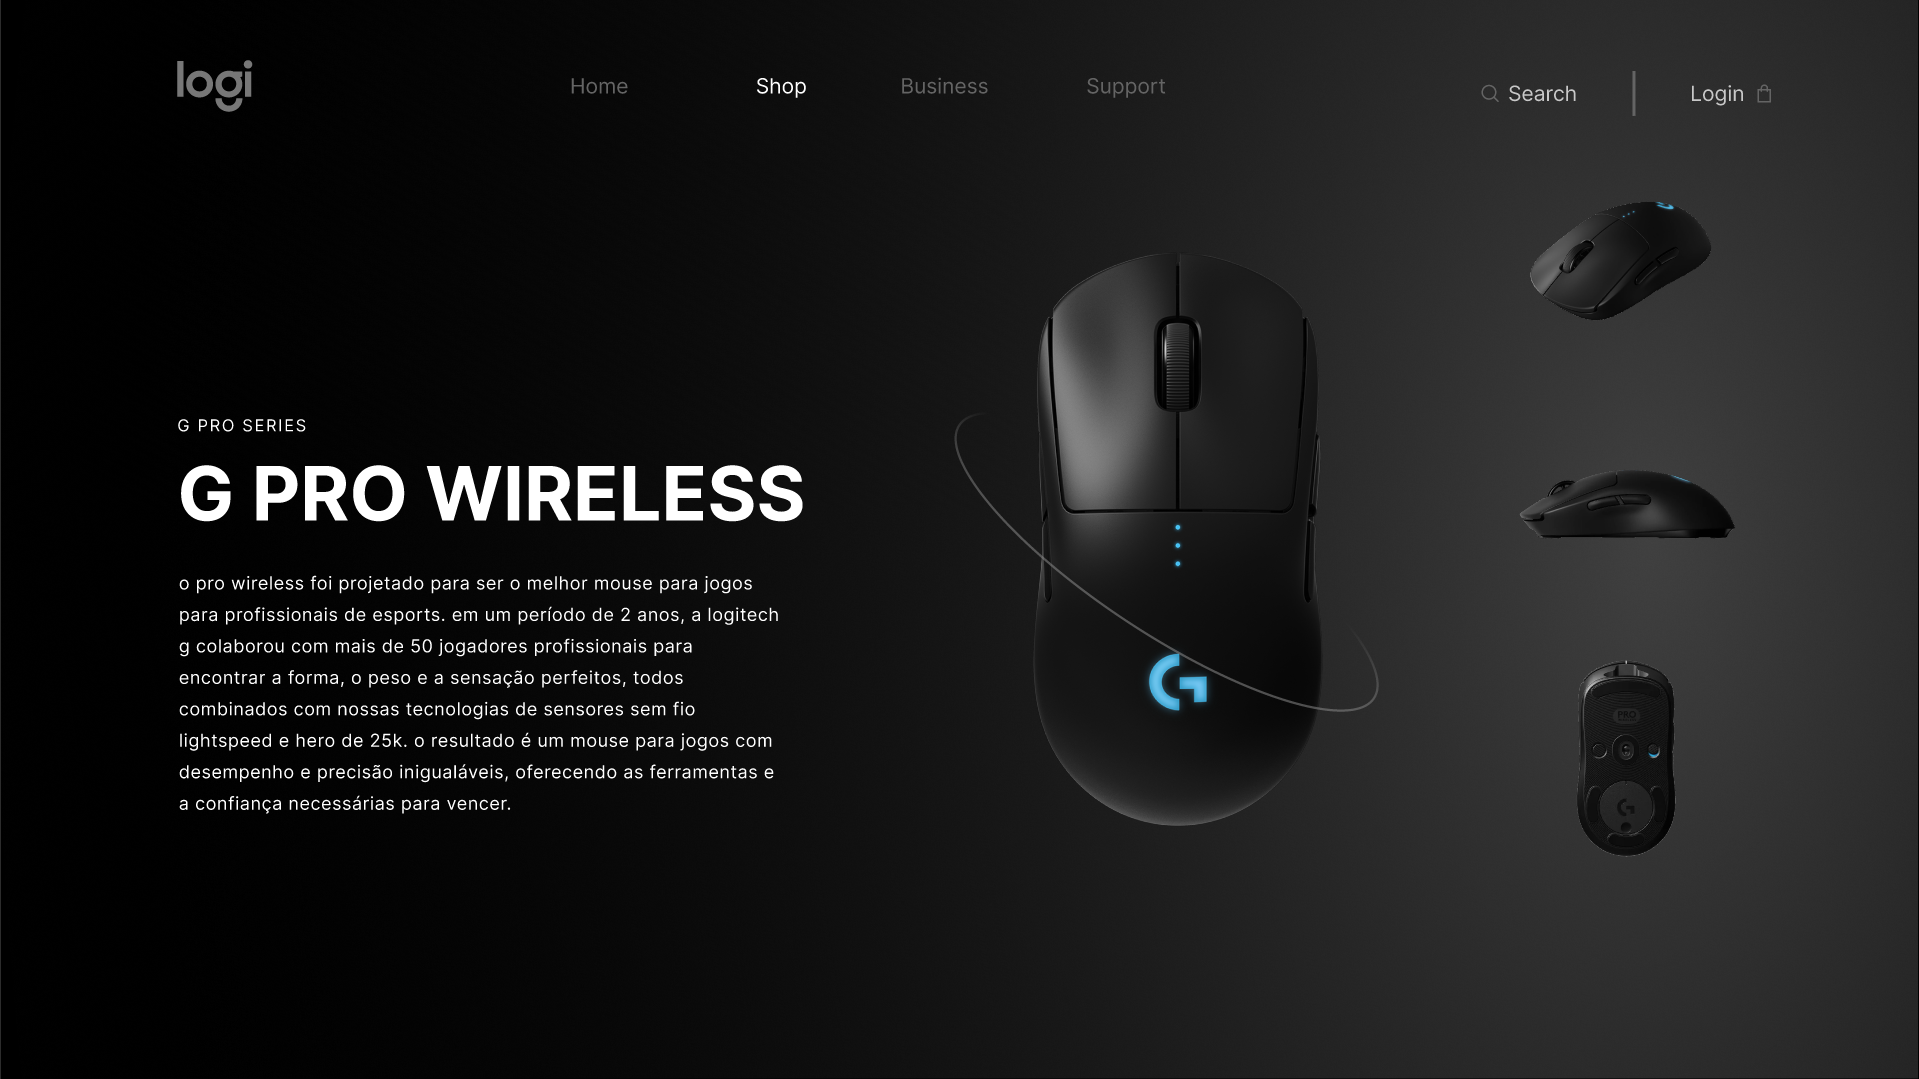 logi
Home
Shop
Business
Support
Search
Login
G PRO SERIES
G PRO WIRELESS
o pro wireless foi projetado para ser o melhor mouse para jogos
para profissionais de esports. em um período de 2 anos, a logitech
g colaborou com mais de 50 jogadores profissionais para
encontrar a forma, o peso e a sensação perfeitos, todos
combinados com nossas tecnologias de sensores sem fio
lightspeed e hero de 25k. o resultado é um mouse para jogos com
desempenho e precisão inigualáveis, oferecendo as ferramentas e
a confiança necessárias para vencer.
G
PRO